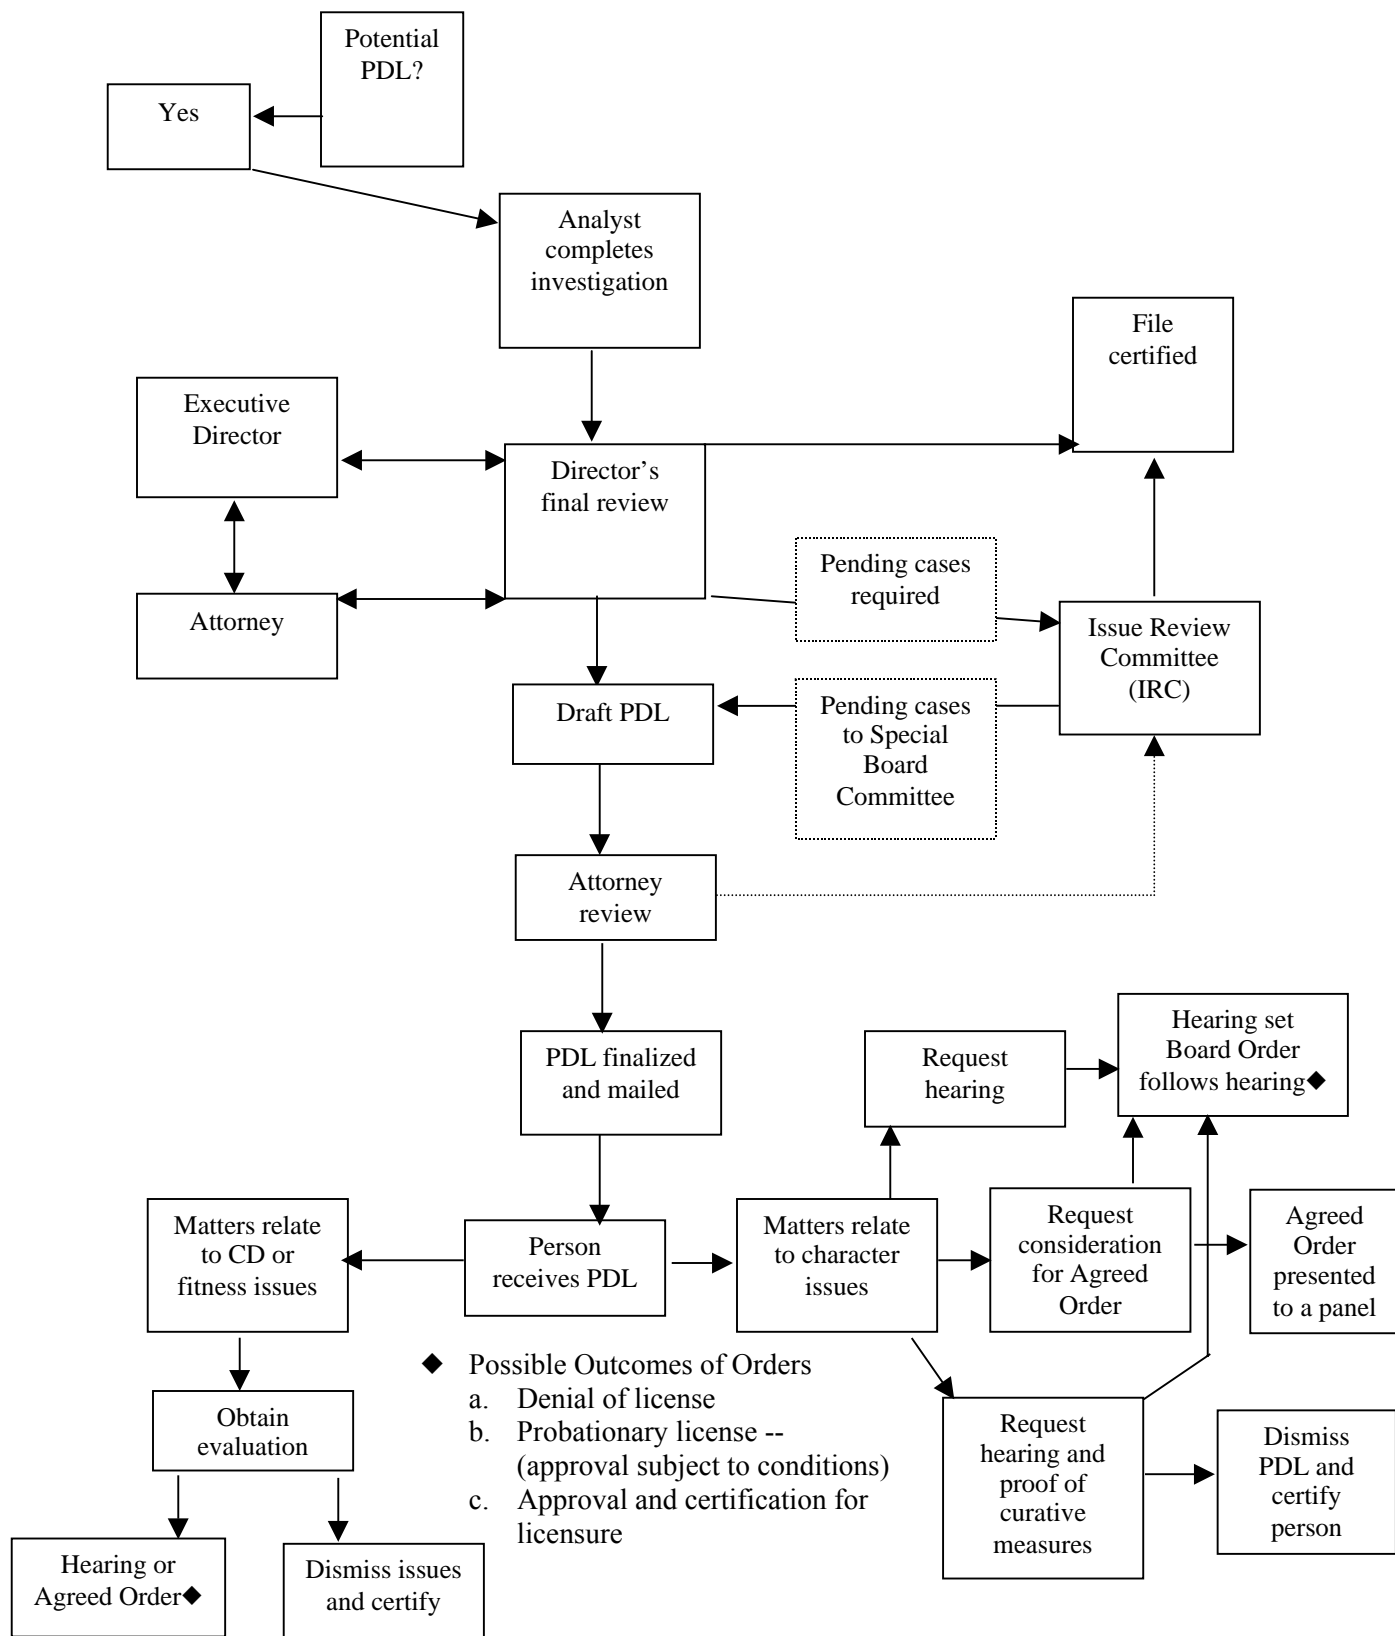 Potential
PDL?
Yes
Analyst
completes
investigation
File
certified
Executive
Director
Director’s
final review
Pending cases
required
Attorney
Issue Review
Committee
(IRC)
Draft PDL
Pending cases
to Special
Board
Committee
Attorney
review
PDL finalized
and mailed
Request
hearing
Hearing set
Board Order
follows hearing◆
Matters relate
to CD or
fitness issues
Person
receives PDL
Matters relate
to character
issues
Request
consideration
for Agreed
Order
Agreed
Order
presented
to a panel
◆ Possible Outcomes of Orders
a. Denial of license
b. Probationary license --
(approval subject to conditions)
c. Approval and certification for
licensure
Obtain
evaluation
Request
hearing and
proof of
curative
measures
Dismiss
PDL and
certify
person
Hearing or
Agreed Order◆
Dismiss issues
and certify